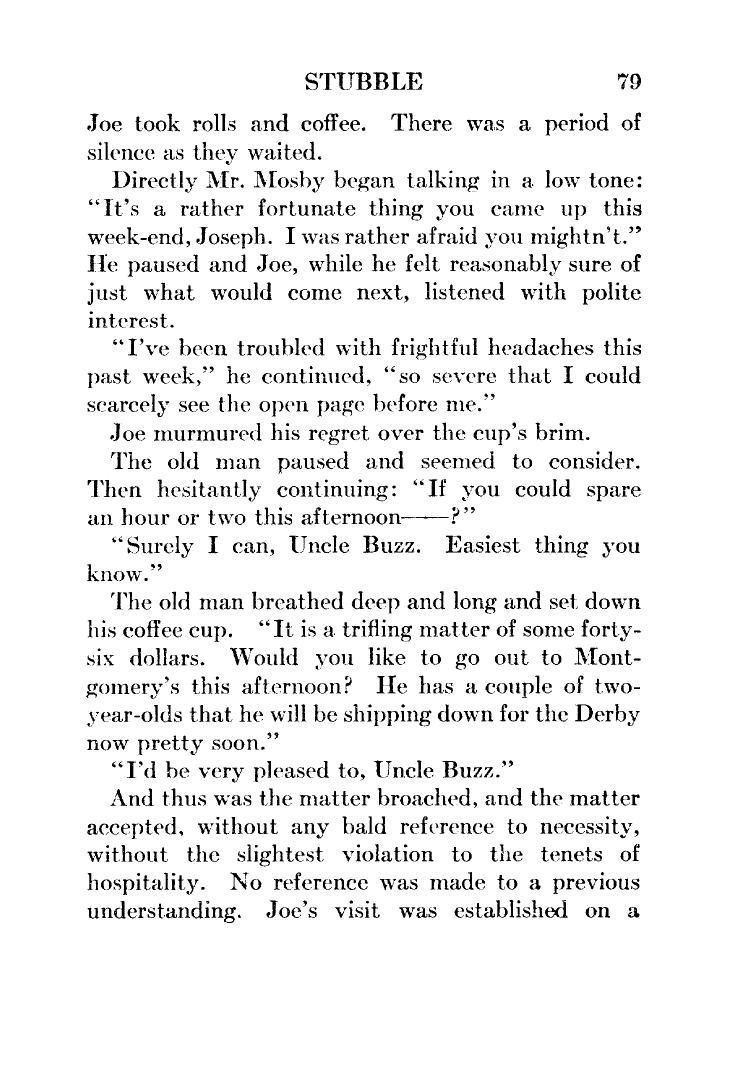 STUBBLE 79
Joe took rolls and coffee. There was a period of
silence as they waited.
Directly Mr. Mosby began talking in a low tone:
“It’s a rather fortunate thing you came up this
week-end, Joseph. I was rather afraid you mightn’t.”
He paused and Joe, while he felt reasonably sure of
just what would come next, listened with polite
interest.
“I’ve been troubled with frightful headaches this
past week,” he continued, “so severe that I could
scarcely see the open page before me.”
Joe murmured his regret over the cup’s brim.
The old man paused and seemed to consider.
Then hesitantly continuing: “If you could spare
an hour or two this afternoon——?”
“Surely I can, Uncle Buzz. Easiest thing you
know.”
The old man breathed deep and long and set down
his coffee cup. “It is a trifling matter of some forty-
six dollars. Would you like to go out to Mont-
gomery’s this afternoon? He has a couple of two-
year-olds that he will be shipping down for the Derby
now pretty soon.”
“I’d be very pleased to, Uncle Buzz.”
And thus was the matter broached, and the matter
accepted, without any bald reference to necessity,
without the slightest violation to the tenets of
hospitality. No reference was made to a previous
understanding. Joe’s visit was established on a